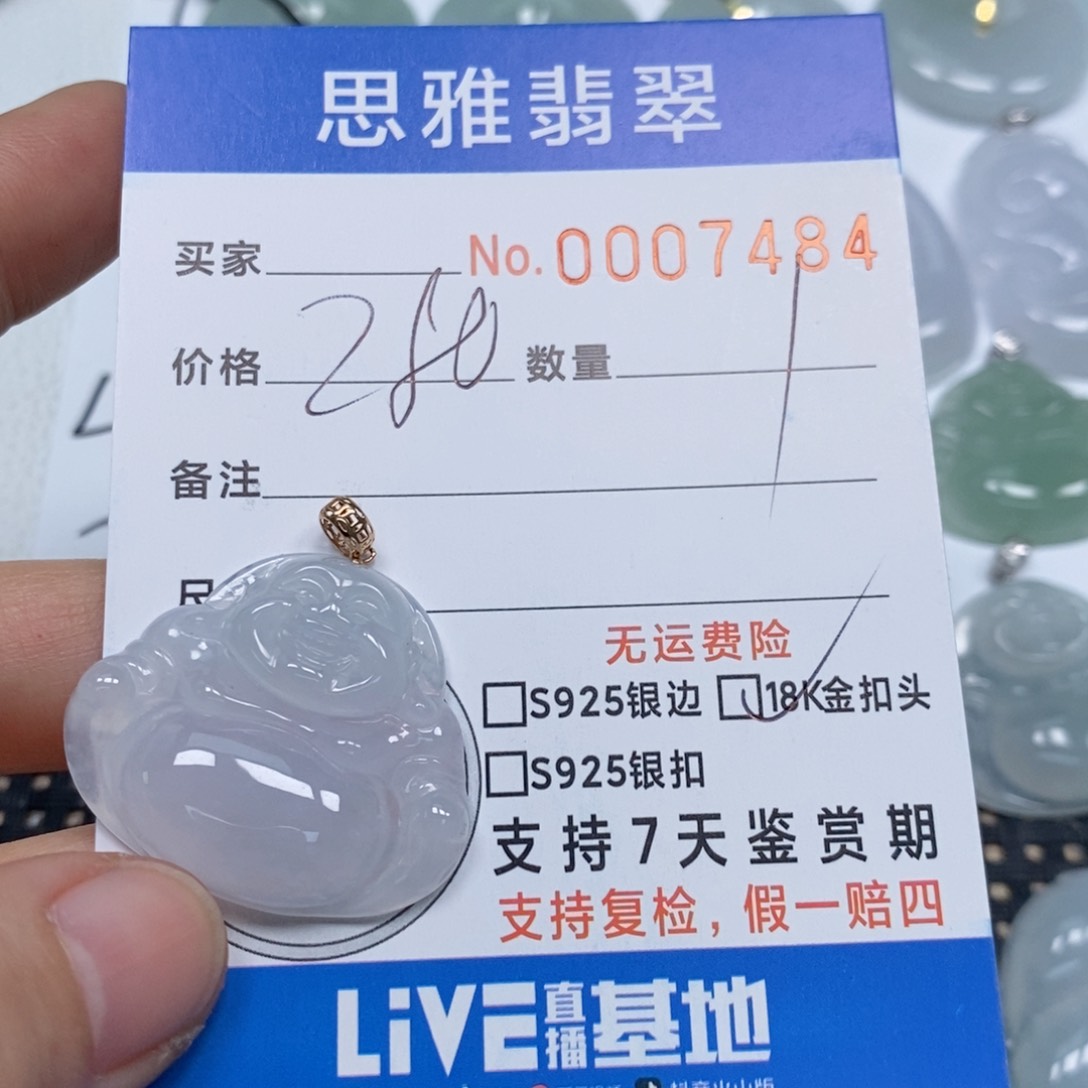 思雅翡翠
买家 No.0007484
价格 280 数量 1
备注
无运费险
S925银边 18K金扣头
S925银扣
支持7天鉴赏期
支持复检，假一赔四
LiVE直播基地